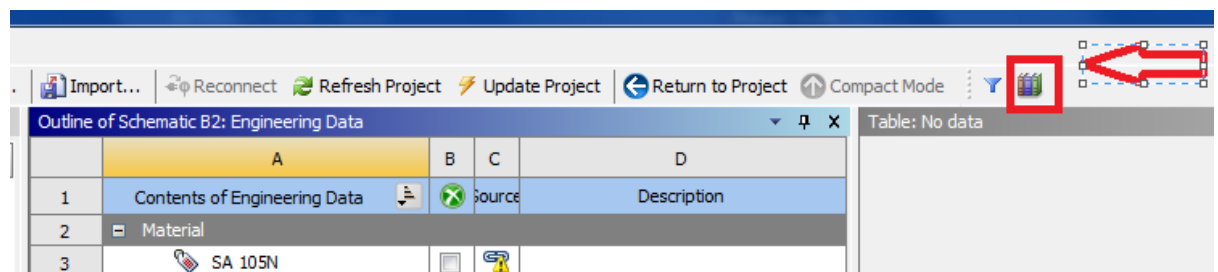 . Import... Reconnect Refresh Project Update Project Return to Project Compact Mode
Outline of Schematic B2: Engineering Data Table: No data
A B C D
1 Contents of Engineering Data Source Description
2 Material
3 SA 105N